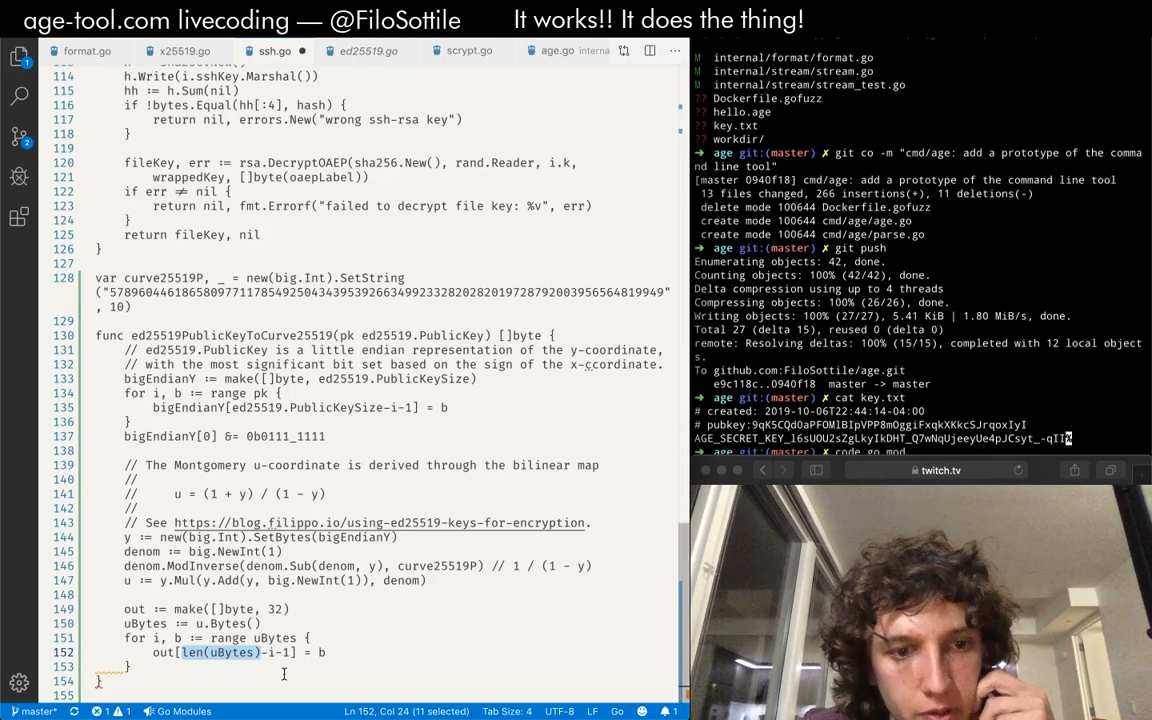 age-tool.com livecoding — @FiloSottile
It works!! It does the thing!
format.go
x25519.go
ssh.go
ed25519.go
scrypt.go
age.go interna
114 h.Write(i.sshKey.Marshal())
115 hh := h.Sum(nil)
116 if !bytes.Equal(hh[:4], hash) {
117 return nil, errors.New("wrong ssh-rsa key")
118 }
119
120 fileKey, err := rsa.DecryptOAEP(sha256.New(), rand.Reader, i.k,
121 wrappedKey, []byte(oaepLabel))
122 if err ≠ nil {
123 return nil, fmt.Errorf("failed to decrypt file key: %v", err)
124 }
125 return fileKey, nil
126 }
127
128 var curve25519P, _ = new(big.Int).SetString
("57896044618658097711785492504343953926634992332820282019728792003956564819949"
, 10)
129
130 func ed25519PublicKeyToCurve25519(pk ed25519.PublicKey) []byte {
131 // ed25519.PublicKey is a little endian representation of the y-coordinate,
132 // with the most significant bit set based on the sign of the x-ccordinate.
133 bigEndianY := make([]byte, ed25519.PublicKeySize)
134 for i, b := range pk {
135 bigEndianY[ed25519.PublicKeySize-i-1] = b
136 }
137 bigEndianY[0] &= 0b0111_1111
138
139 // The Montgomery u-coordinate is derived through the bilinear map
140 //
141 // u = (1 + y) / (1 - y)
142 //
143 // See https://blog.filippo.io/using-ed25519-keys-for-encryption.
144 y := new(big.Int).SetBytes(bigEndianY)
145 denom := big.NewInt(1)
146 denom.ModInverse(denom.Sub(denom, y), curve25519P) // 1 / (1 - y)
147 u := y.Mul(y.Add(y, big.NewInt(1)), denom)
148
149 out := make([]byte, 32)
150 uBytes := u.Bytes()
151 for i, b := range uBytes {
152 out[len(uBytes)-i-1] = b
153 }
154 }
155
master* 1 1 Go Modules Ln 152, Col 24 (11 selected) Tab Size: 4 UTF-8 LF Go 1
M internal/format/format.go
M internal/stream/stream.go
M internal/stream/stream_test.go
?? Dockerfile.gofuzz
?? hello.age
?? key.txt
?? workdir/
➜ age git:(master) ✗ git co -m "cmd/age: add a prototype of the comma
nd line tool"
[master 0940f18] cmd/age: add a prototype of the command line tool
13 files changed, 266 insertions(+), 11 deletions(-)
delete mode 100644 Dockerfile.gofuzz
create mode 100644 cmd/age/age.go
create mode 100644 cmd/age/parse.go
➜ age git:(master) ✗ git push
Enumerating objects: 42, done.
Counting objects: 100% (42/42), done.
Delta compression using up to 4 threads
Compressing objects: 100% (26/26), done.
Writing objects: 100% (27/27), 5.41 KiB | 1.80 MiB/s, done.
Total 27 (delta 15), reused 0 (delta 0)
remote: Resolving deltas: 100% (15/15), completed with 12 local object
s.
To github.com:FiloSottile/age.git
e9c118c..0940f18 master -> master
➜ age git:(master) ✗ cat key.txt
# created: 2019-10-06T22:44:14-04:00
# pubkey:9qK5CQdOaPFOMlBIpVPP8mOggiFxqkXKkcSJrqoxIyI
AGE_SECRET_KEY_l6sUOU2sZgLkyIkDHT_Q7wNqUjeeyUe4pJCsyt_-qII%
➜ age git:(master) ✗ code go.mod
twitch.tv